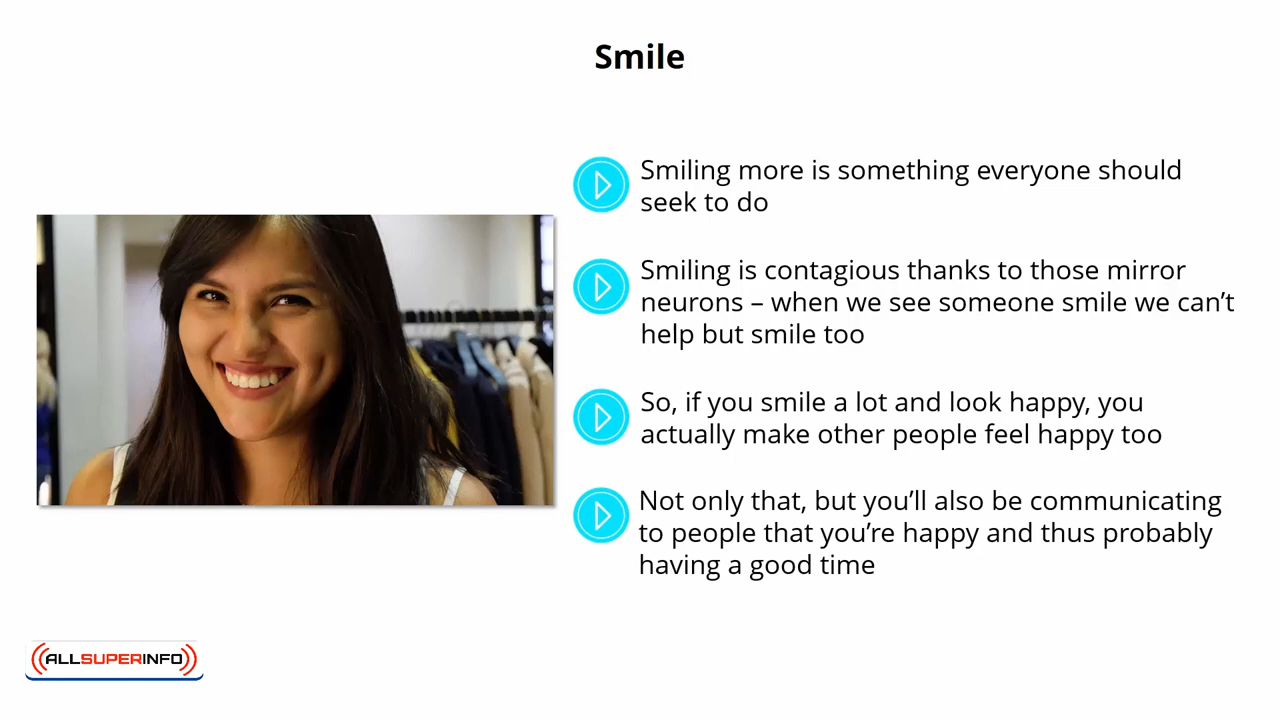 Smile
Smiling more is something everyone should
seek to do
Smiling is contagious thanks to those mirror
neurons – when we see someone smile we can’t
help but smile too
So, if you smile a lot and look happy, you
actually make other people feel happy too
Not only that, but you’ll also be communicating
to people that you’re happy and thus probably
having a good time
ALLSUPERINFO